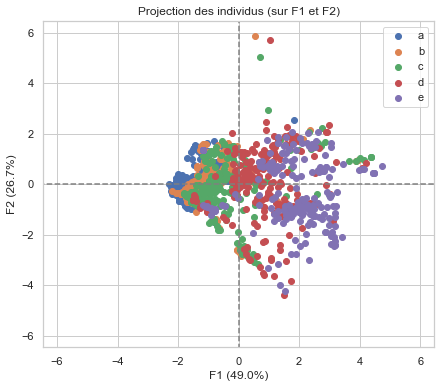 Projection des individus (sur F1 et F2)
a
b
c
d
e
6
4
2
0
−2
−4
−6
F2 (26.7%)
−6
−4
−2
0
2
4
6
F1 (49.0%)